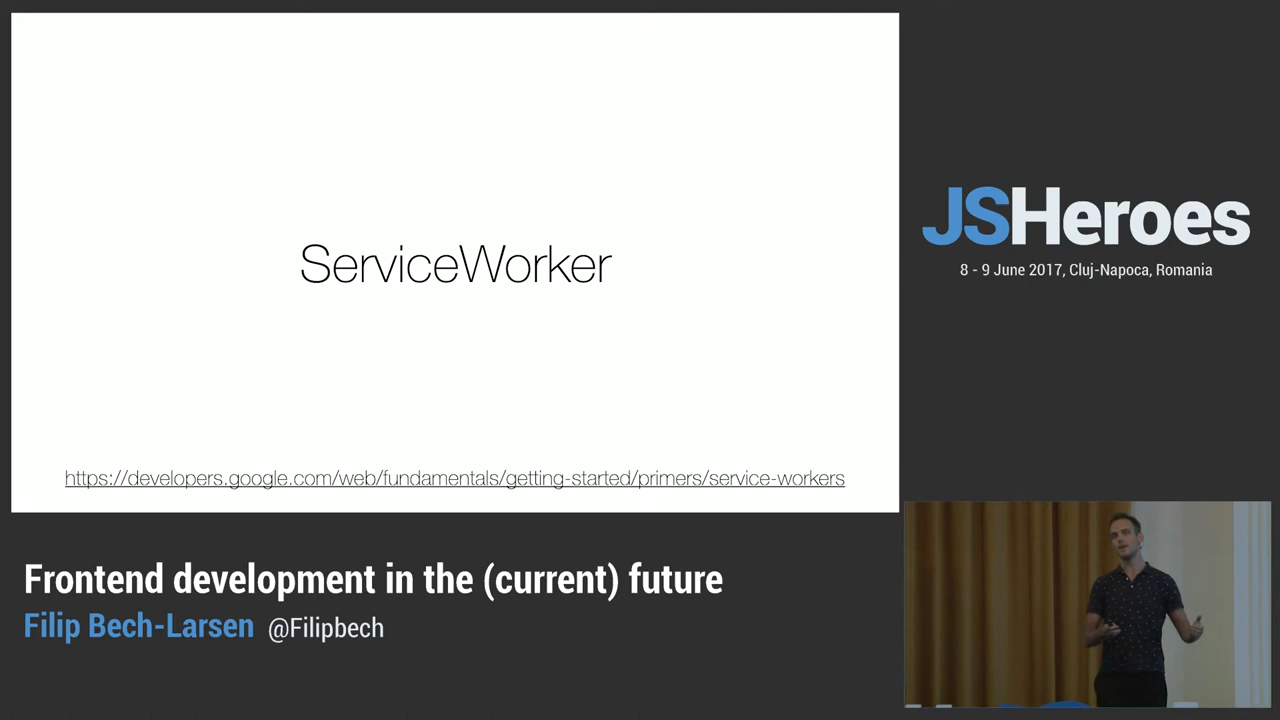 ServiceWorker
https://developers.google.com/web/fundamentals/getting-started/primers/service-workers
JSHeroes
8 - 9 June 2017, Cluj-Napoca, Romania
Frontend development in the (current) future
Filip Bech-Larsen @Filipbech